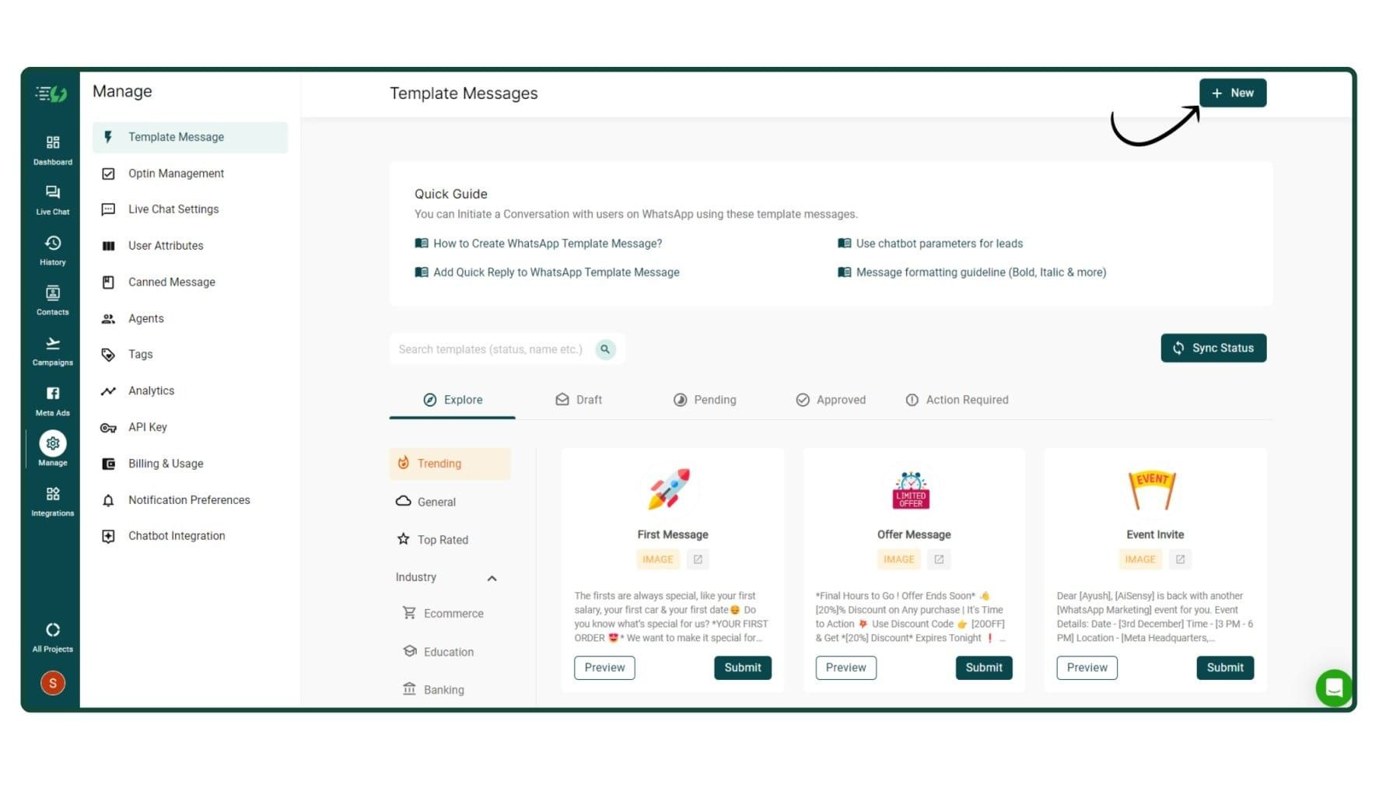 Dashboard
Live Chat
History
Contacts
Campaigns
Meta Ads
Manage
Integrations
All Projects
S
Manage
Template Message
Optin Management
Live Chat Settings
User Attributes
Canned Message
Agents
Tags
Analytics
API Key
Billing & Usage
Notification Preferences
Chatbot Integration
Template Messages
+ New
Quick Guide
You can Initiate a Conversation with users on WhatsApp using these template messages.
How to Create WhatsApp Template Message?
Use chatbot parameters for leads
Add Quick Reply to WhatsApp Template Message
Message formatting guideline (Bold, Italic & more)
Search templates (status, name etc.)
Sync Status
Explore
Draft
Pending
Approved
Action Required
Trending
General
Top Rated
Industry
Ecommerce
Education
Banking
First Message
IMAGE
The firsts are always special, like your first
salary, your first car & your first date😍 Do
you know what's special for us? *YOUR FIRST
ORDER 😍* We want to make it special for...
Preview
Submit
LIMITED
OFFER
Offer Message
IMAGE
*Final Hours to Go ! Offer Ends Soon*
[20%]% Discount on Any purchase | It's Time
to Action 💥 Use Discount Code 👉 [20OFF]
& Get *[20%] Discount* Expires Tonight ❗ ...
Preview
Submit
EVENT
Event Invite
IMAGE
Dear [Ayush], [AiSensy] is back with another
[WhatsApp Marketing] event for you. Event
Details: Date - [3rd December] Time - [3 PM - 6
PM] Location - [Meta Headquarters,...
Preview
Submit